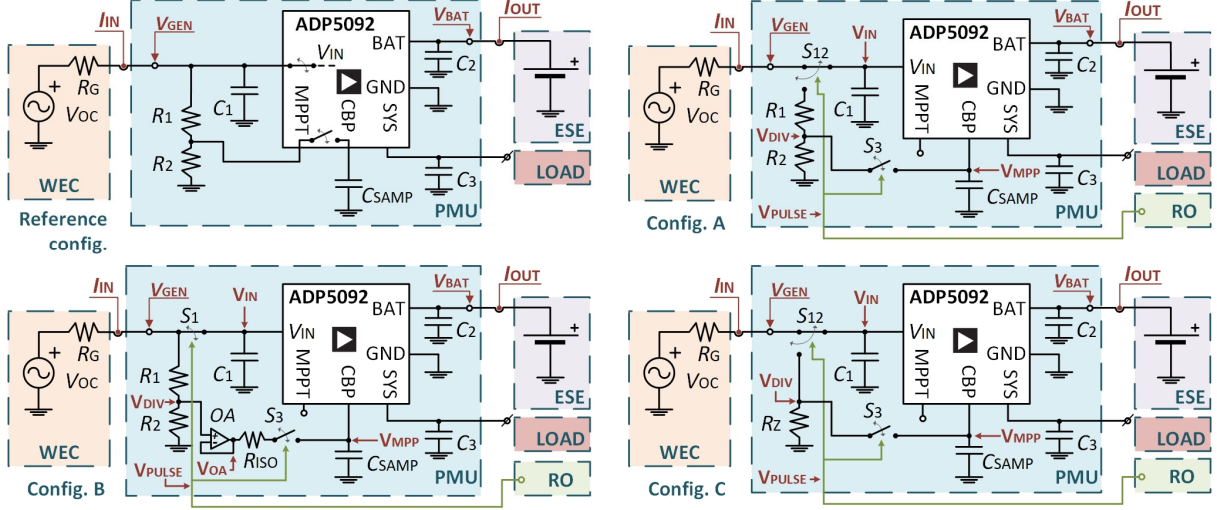 IIN
VGEN
VBAT
IOUT
ADP5092
VIN
BAT
GND
MPPT
CBP
SYS
+
RG
VOC
C1
C2
R1
R2
C3
CSAMP
WEC
PMU
ESE
LOAD
Reference
config.
IIN
VGEN
VIN
VBAT
IOUT
S12
ADP5092
VIN
BAT
GND
MPPT
CBP
SYS
+
RG
VOC
C1
C2
R1
VDIV
R2
S3
VMPP
C3
CSAMP
VPULSE
WEC
PMU
ESE
LOAD
RO
Config. A
IIN
VGEN
VIN
VBAT
IOUT
S1
ADP5092
VIN
BAT
GND
MPPT
CBP
SYS
+
RG
VOC
C1
C2
R1
VDIV
R2
OA
S3
RISO
VOA
VMPP
C3
CSAMP
VPULSE
WEC
PMU
ESE
LOAD
RO
Config. B
IIN
VGEN
VIN
VBAT
IOUT
S12
ADP5092
VIN
BAT
GND
MPPT
CBP
SYS
+
RG
VOC
C1
C2
VDIV
RZ
S3
VMPP
C3
CSAMP
VPULSE
WEC
PMU
ESE
LOAD
RO
Config. C